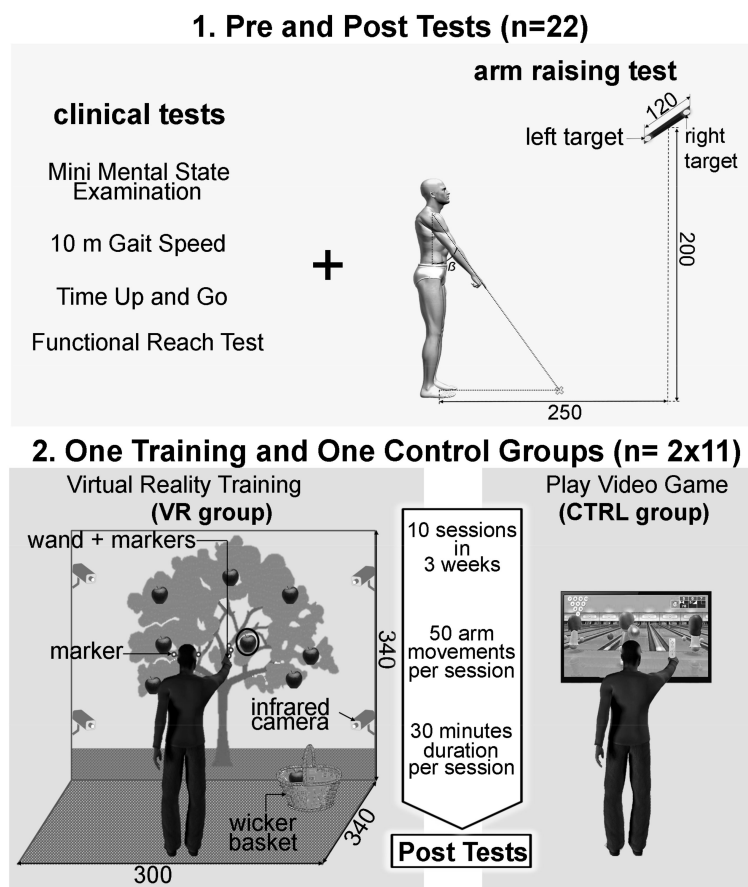 1. Pre and Post Tests (n=22)
clinical tests
Mini Mental State
Examination
10 m Gait Speed
Time Up and Go
Functional Reach Test
+
arm raising test
120
left target
right
target
200
ß
250
2. One Training and One Control Groups (n= 2x11)
Virtual Reality Training
(VR group)
wand + markers
marker
infrared
camera
wicker
basket
340
340
300
10 sessions
in
3 weeks
50 arm
movements
per session
30 minutes
duration
per session
Post Tests
Play Video Game
(CTRL group)